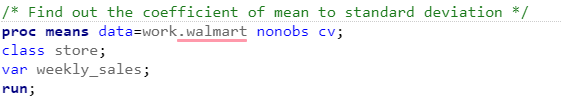 /* Find out the coefficient of mean to standard deviation */
proc means data=work.walmart nonobs cv;
class store;
var weekly_sales;
run;